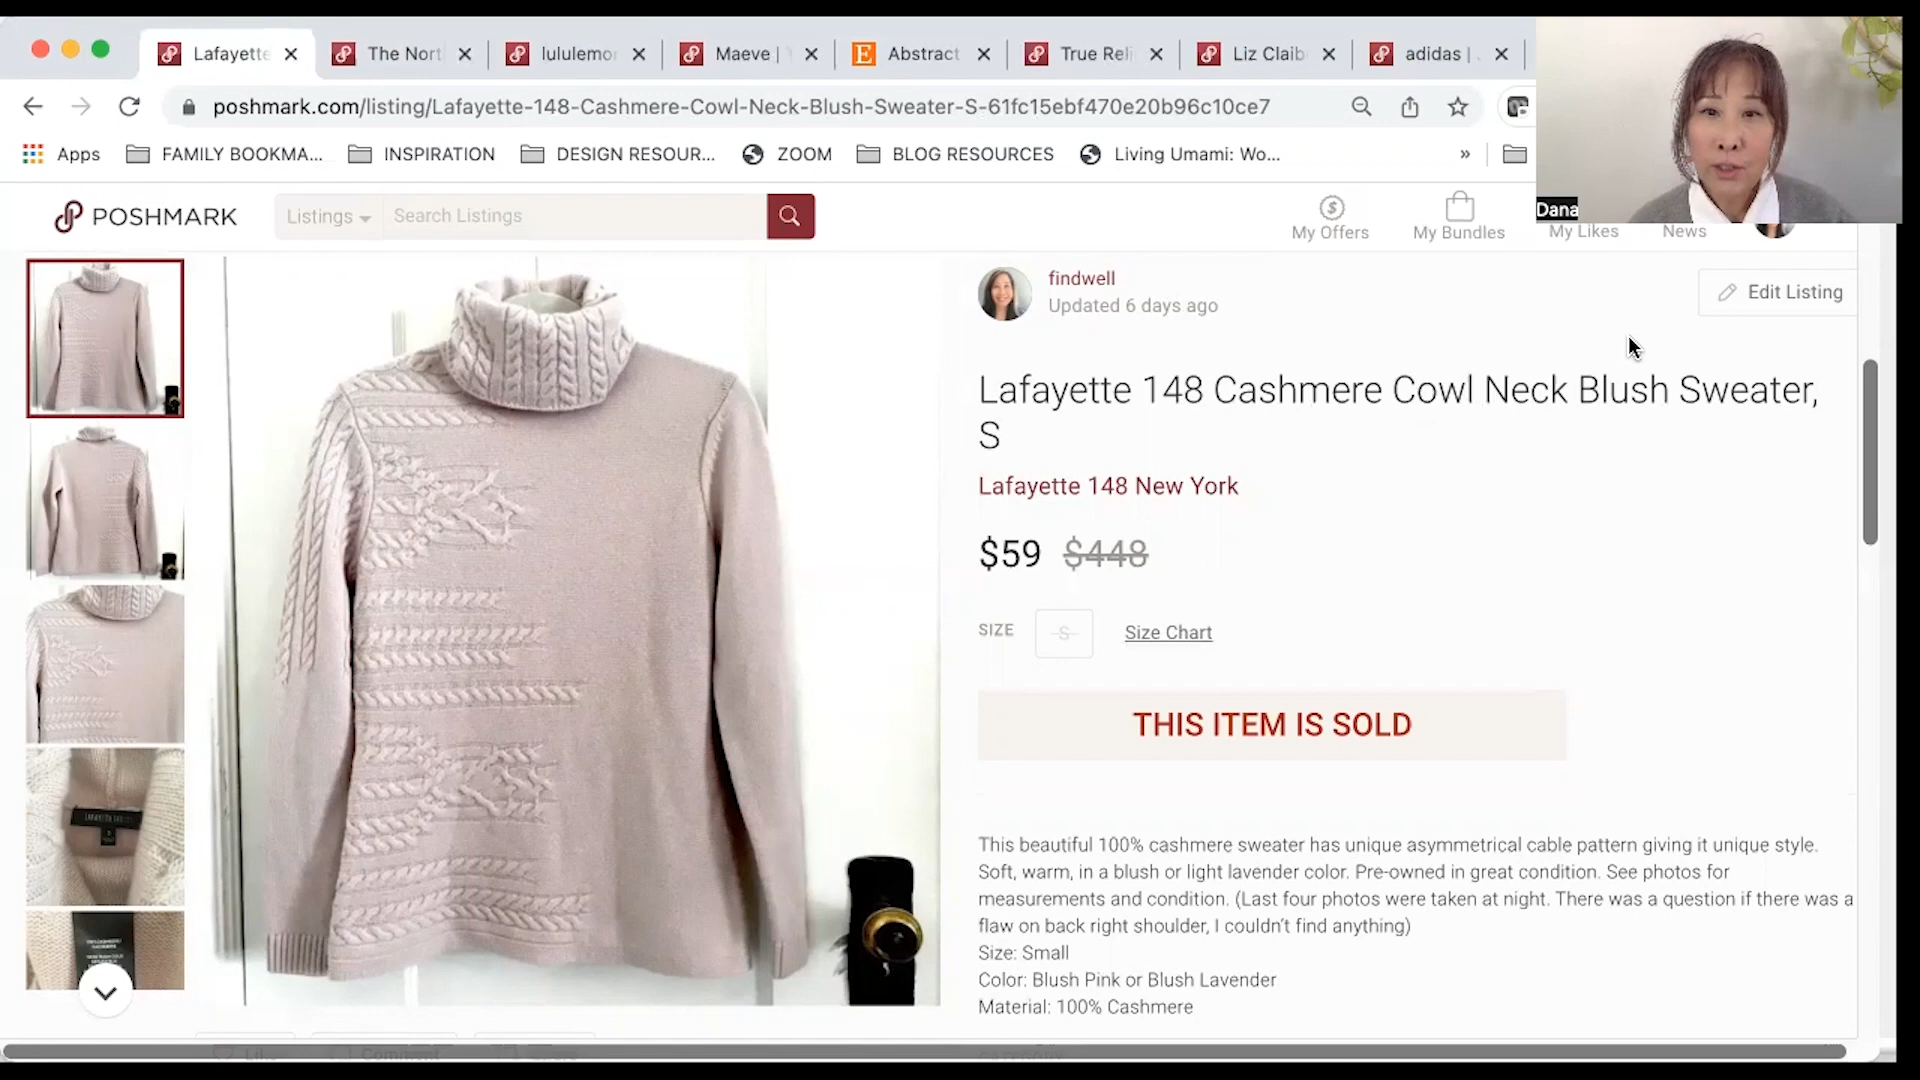 Lafayette
The Nort
lululemo
Maeve |
Abstract
True Reli
Liz Claib
adidas |
poshmark.com/listing/Lafayette-148-Cashmere-Cowl-Neck-Blush-Sweater-S-61fc15ebf470e20b96c10ce7
Apps
FAMILY BOOKMA...
INSPIRATION
DESIGN RESOUR...
ZOOM
BLOG RESOURCES
Living Umami: Wo...
»
Dana
POSHMARK
Listings
Search Listings
My Offers
My Bundles
My Likes
News
findwell
Updated 6 days ago
Edit Listing
Lafayette 148 Cashmere Cowl Neck Blush Sweater,
S
Lafayette 148 New York
$59 $448
SIZE
S
Size Chart
THIS ITEM IS SOLD
This beautiful 100% cashmere sweater has unique asymmetrical cable pattern giving it unique style.
Soft, warm, in a blush or light lavender color. Pre-owned in great condition. See photos for
measurements and condition. (Last four photos were taken at night. There was a question if there was a
flaw on back right shoulder, I couldn't find anything)
Size: Small
Color: Blush Pink or Blush Lavender
Material: 100% Cashmere
Like
Comment